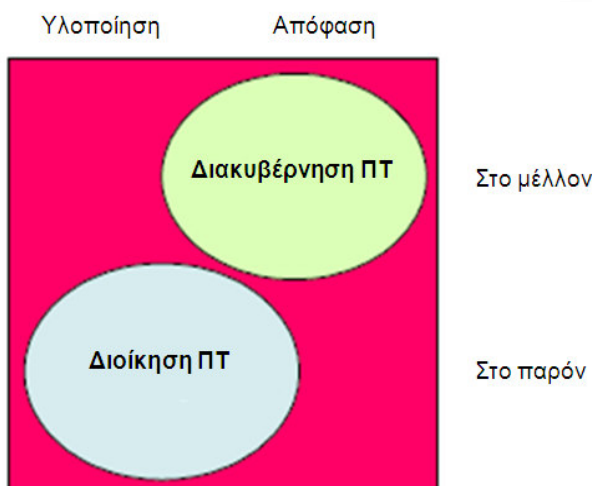 Υλοποίηση Απόφαση
Διακυβέρνηση ΠΤ
Στο μέλλον
Διοίκηση ΠΤ
Στο παρόν